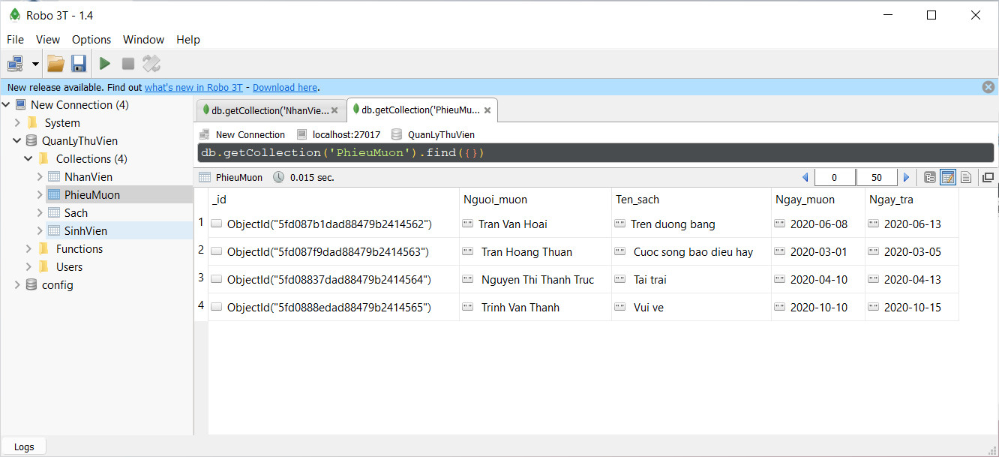 Robo 3T - 1.4
File View Options Window Help
New release available. Find out what's new in Robo 3T - Download here.
New Connection (4)
System
QuanLyThuVien
Collections (4)
NhanVien
PhieuMuon
Sach
SinhVien
Functions
Users
config
db.getCollection('NhanVie... db.getCollection('PhieuMu...
New Connection localhost:27017 QuanLyThuVien
db.getCollection('PhieuMuon').find({})
PhieuMuon 0.015 sec. 0 50
_id Nguoi_muon Ten_sach Ngay_muon Ngay_tra
1 ObjectId("5fd087b1dad88479b2414562") "" Tran Van Hoai "" Tren duong bang "" 2020-06-08 "" 2020-06-13
2 ObjectId("5fd087f9dad88479b2414563") "" Tran Hoang Thuan "" Cuoc song bao dieu hay "" 2020-03-01 "" 2020-03-05
3 ObjectId("5fd08837dad88479b2414564") "" Nguyen Thi Thanh Truc "" Tai trai "" 2020-04-10 "" 2020-04-13
4 ObjectId("5fd0888edad88479b2414565") "" Trinh Van Thanh "" Vui ve "" 2020-10-10 "" 2020-10-15
Logs